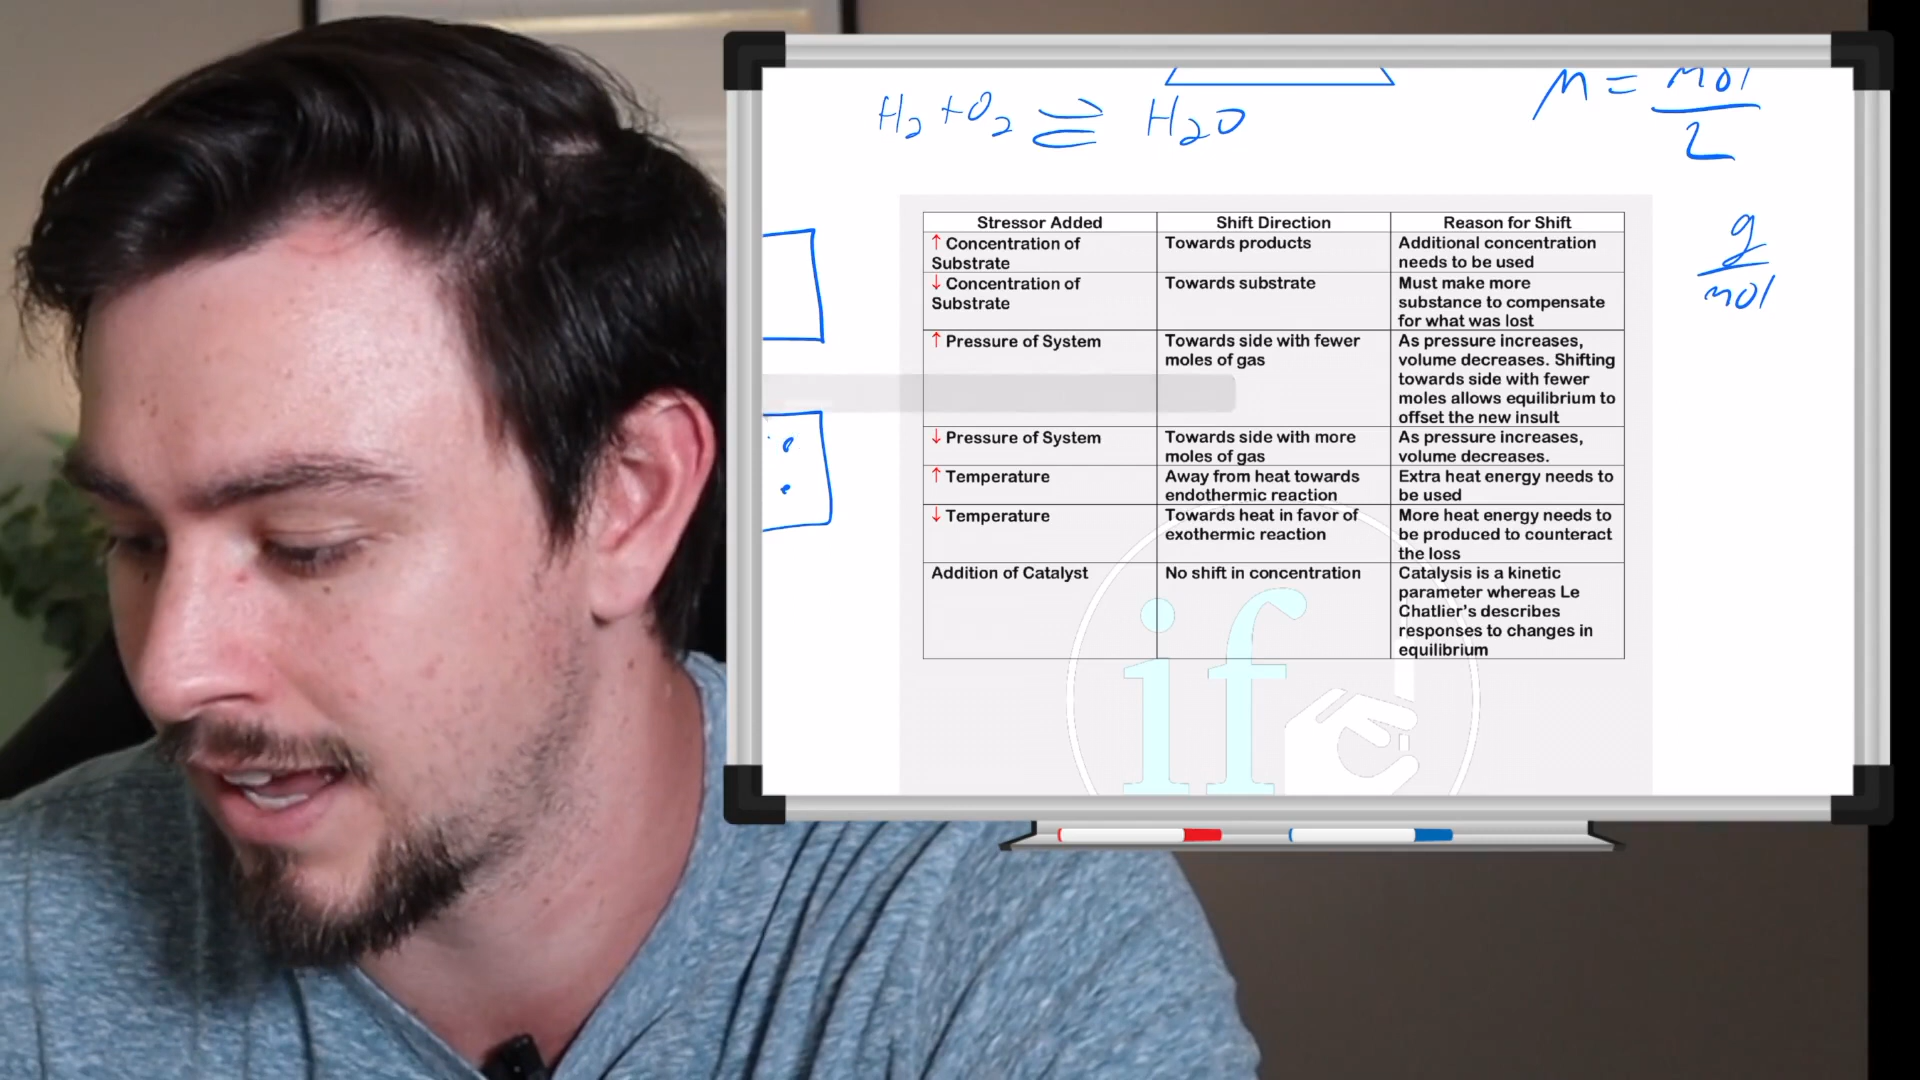 H₂ + O₂ ⇌ H₂O
M = mol
L
g
mol
Stressor Added Shift Direction Reason for Shift
↑ Concentration of Towards products Additional concentration
Substrate needs to be used
↓ Concentration of Towards substrate Must make more
Substrate substance to compensate
for what was lost
↑ Pressure of System Towards side with fewer As pressure increases,
moles of gas volume decreases. Shifting
towards side with fewer
moles allows equilibrium to
offset the new insult
↓ Pressure of System Towards side with more As pressure increases,
moles of gas volume decreases.
↑ Temperature Away from heat towards Extra heat energy needs to
endothermic reaction be used
↓ Temperature Towards heat in favor of More heat energy needs to
exothermic reaction be produced to counteract
the loss
Addition of Catalyst No shift in concentration Catalysis is a kinetic
parameter whereas Le
Chatlier's describes
responses to changes in
equilibrium
if